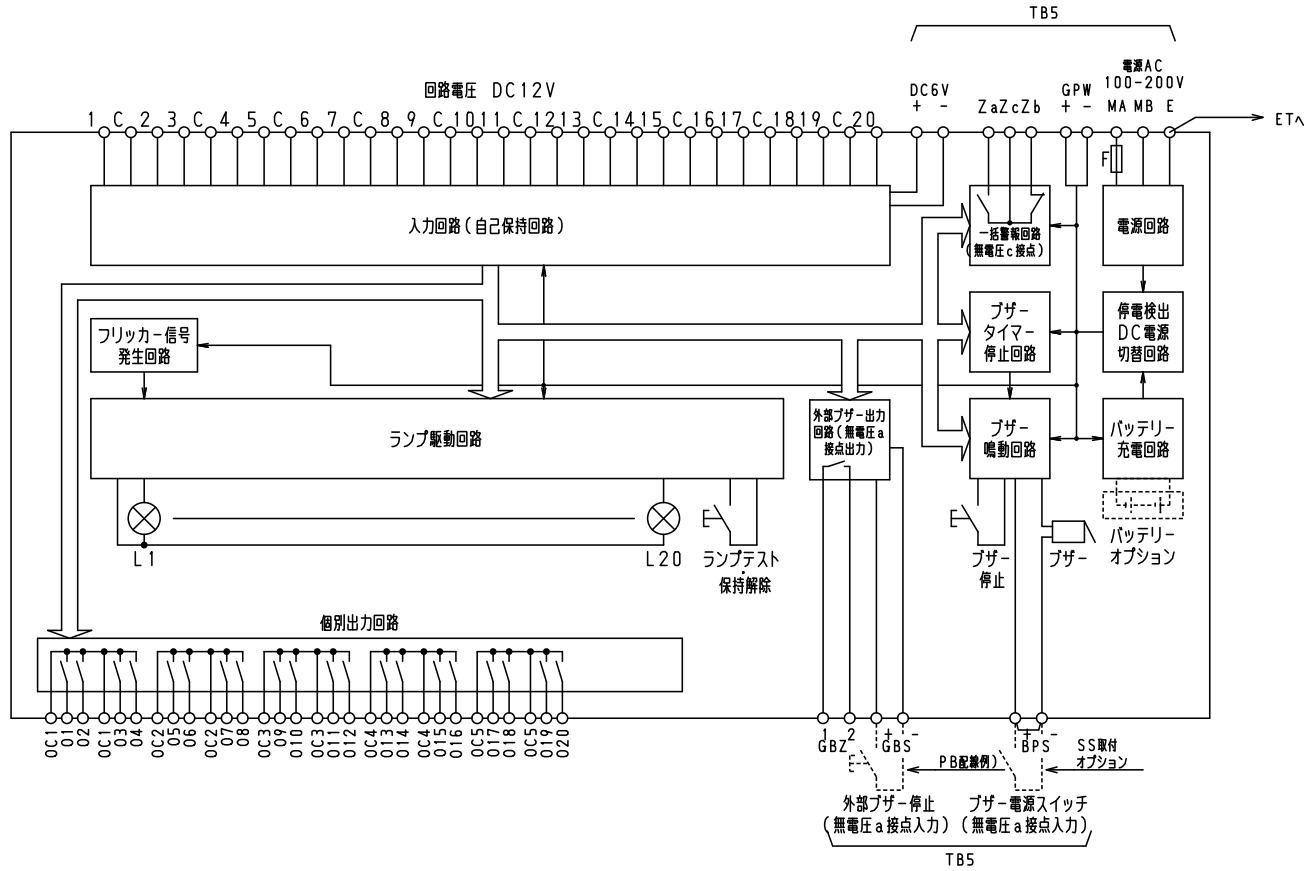 TB5
電源AC
100-200V
回路電圧 DC12V
DC6V
+ -
Za Zc Zb
GPW
+ -
MA MB E
1 C 2 3 C 4 5 C 6 7 C 8 9 C 10 11 C 12 13 C 14 15 C 16 17 C 18 19 C 20
ETへ
F
入力回路(自己保持回路)
一括警報回路
(無電圧c接点)
電源回路
フリッカー信号
発生回路
ブザー
タイマー
停止回路
停電検出
DC電源
切替回路
ランプ駆動回路
外部ブザー出力
回路(無電圧a
接点出力)
ブザー
鳴動回路
バッテリー
充電回路
L1
L20
ランプテスト
・
保持解除
ブザー
停止
ブザー
バッテリー
オプション
個別出力回路
OC1 O1 O2 OC1 O3 O4 OC2 O5 O6 OC2 O7 O8 OC3 O9 O10 OC3 O11 O12 OC4 O13 O14 OC4 O15 O16 OC5 O17 O18 OC5 O19 O20
1 2
GBZ
+ -
GBS
+ -
BPS
PB配線例)
SS取付
オプション
外部ブザー停止
(無電圧a接点入力)
ブザー電源スイッチ
(無電圧a接点入力)
TB5